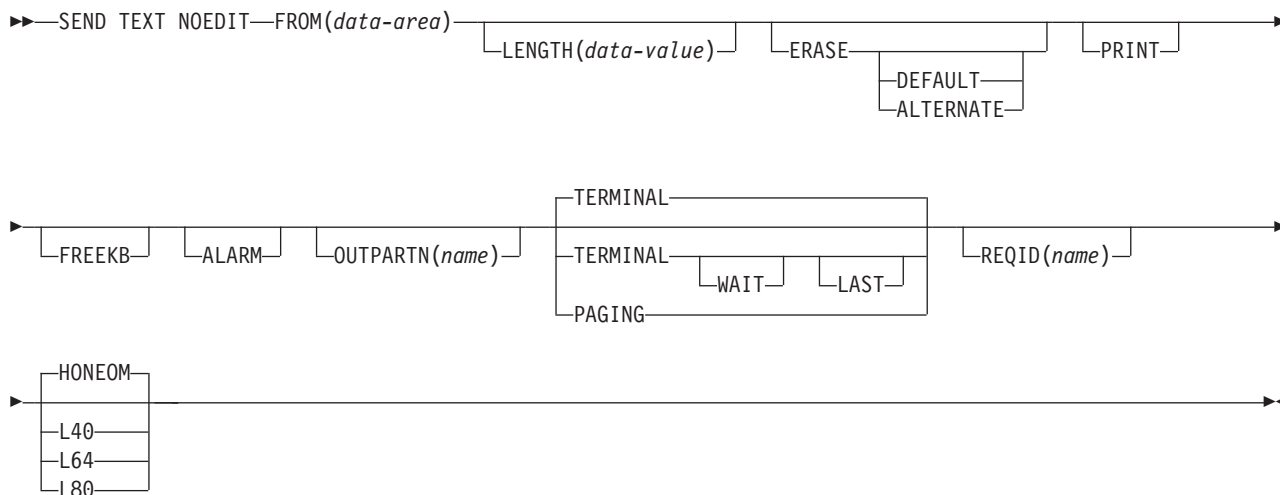 SEND TEXT NOEDIT FROM(data-area)
LENGTH(data-value) ERASE PRINT
DEFAULT
ALTERNATE
TERMINAL
FREEKB ALARM OUTPARTN(name) TERMINAL REQID(name)
WAIT LAST
PAGING
HONEOM
L40
L64
L80